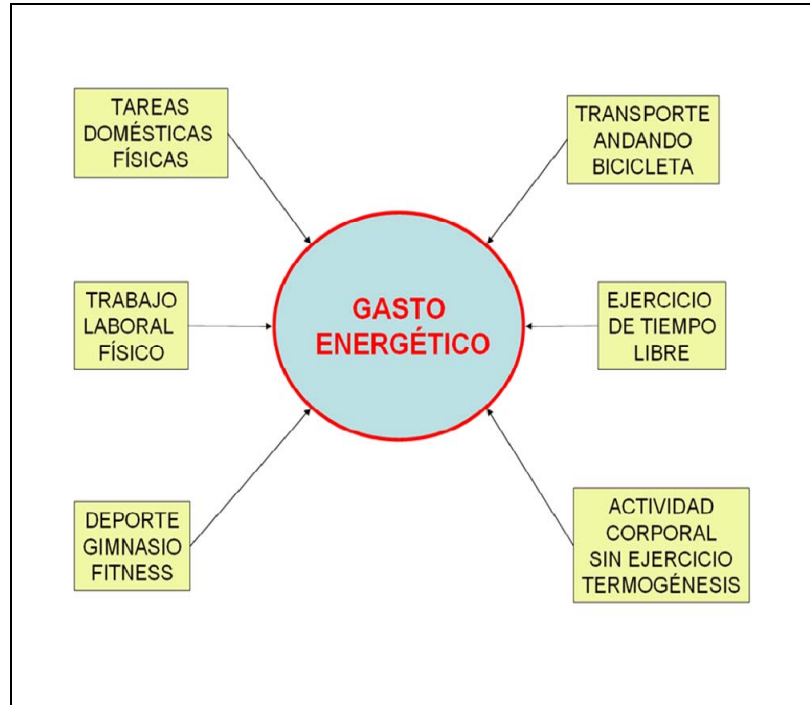 TAREAS
DOMÉSTICAS
FÍSICAS
TRANSPORTE
ANDANDO
BICICLETA
TRABAJO
LABORAL
FÍSICO
GASTO
ENERGÉTICO
EJERCICIO
DE TIEMPO
LIBRE
DEPORTE
GIMNASIO
FITNESS
ACTIVIDAD
CORPORAL
SIN EJERCICIO
TERMOGÉNESIS